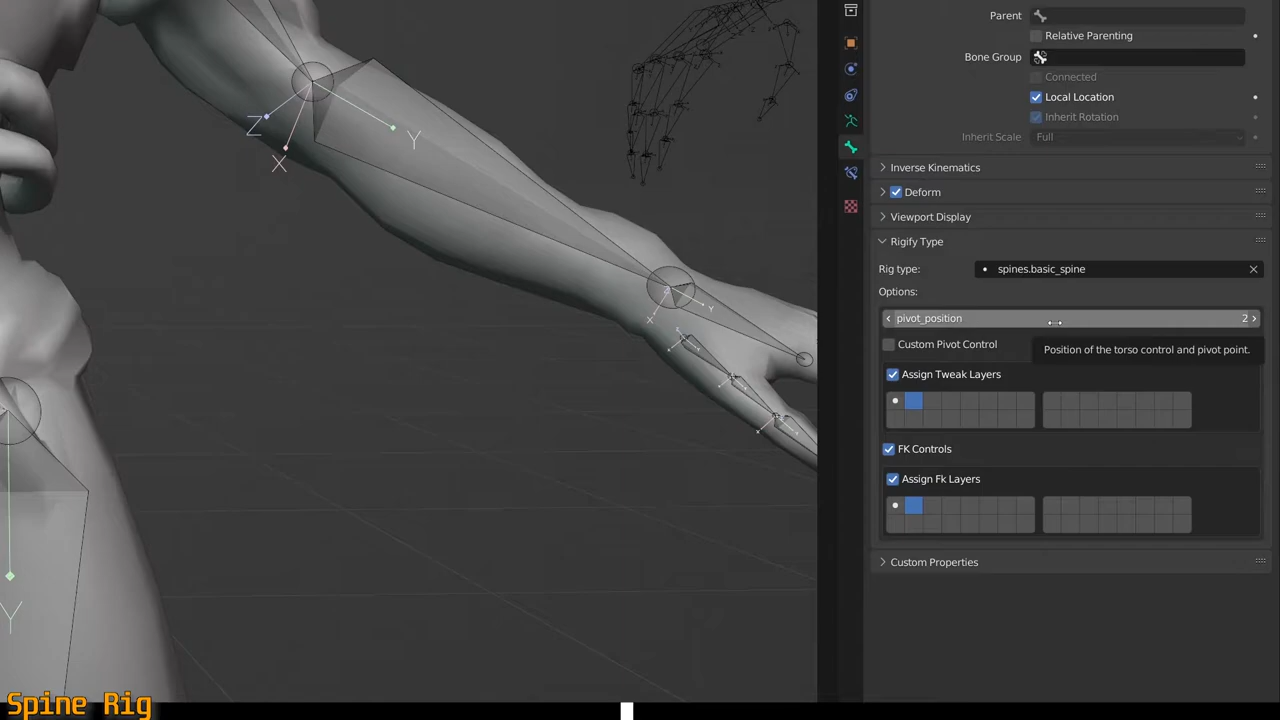 Parent
Relative Parenting
Bone Group
Connected
Local Location
Inherit Rotation
Inherit Scale Full
Inverse Kinematics
Deform
Viewport Display
Rigify Type
Rig type: spines.basic_spine
Options:
pivot_position 2
Custom Pivot Control
Position of the torso control and pivot point.
Assign Tweak Layers
FK Controls
Assign Fk Layers
Custom Properties
Z
X
Y
Z
X
Y
Y
Spine Rig